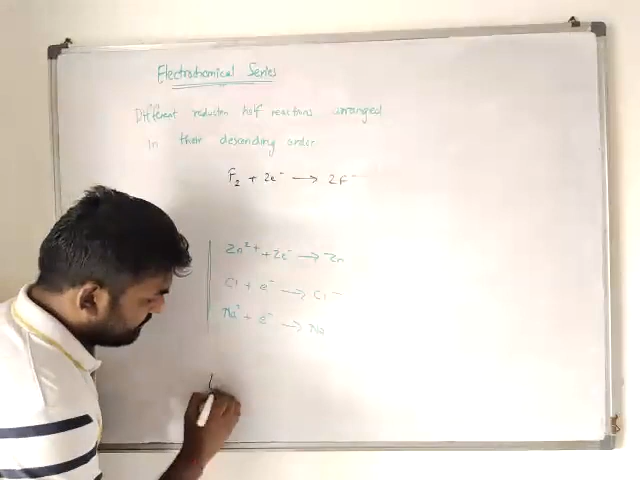 Electrochemical Series
Different reduction half reactions arranged
in their descending order
F₂ + 2e⁻ → 2F⁻
Zn²⁺ + 2e⁻ → Zn
Cl + e⁻ → Cl⁻
Na⁺ + e⁻ → Na